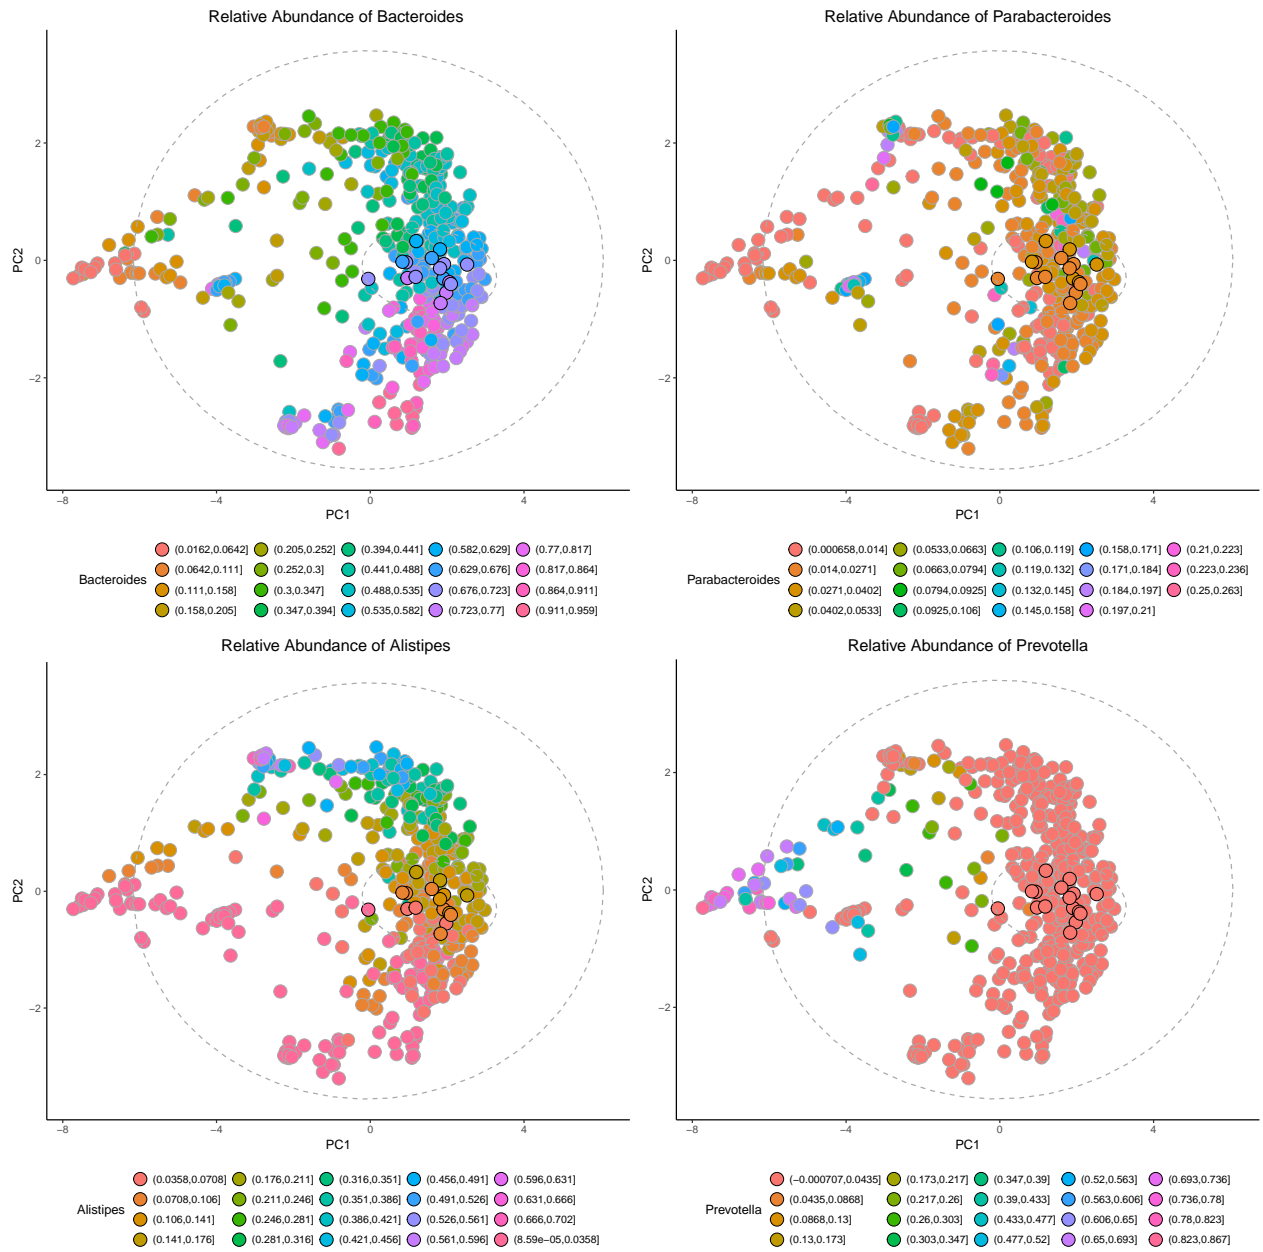 Relative Abundance of Bacteroides
PC2
2
0
−2
−8
−4
0
4
PC1
Bacteroides
(0.0162,0.0642] (0.205,0.252] (0.394,0.441] (0.582,0.629] (0.77,0.817]
(0.0642,0.111] (0.252,0.3] (0.441,0.488] (0.629,0.676] (0.817,0.864]
(0.111,0.158] (0.3,0.347] (0.488,0.535] (0.676,0.723] (0.864,0.911]
(0.158,0.205] (0.347,0.394] (0.535,0.582] (0.723,0.77] (0.911,0.959]
Relative Abundance of Parabacteroides
PC2
2
0
−2
−8
−4
0
4
PC1
Parabacteroides
(0.000658,0.014] (0.0533,0.0663] (0.106,0.119] (0.158,0.171] (0.21,0.223]
(0.014,0.0271] (0.0663,0.0794] (0.119,0.132] (0.171,0.184] (0.223,0.236]
(0.0271,0.0402] (0.0794,0.0925] (0.132,0.145] (0.184,0.197] (0.25,0.263]
(0.0402,0.0533] (0.0925,0.106] (0.145,0.158] (0.197,0.21]
Relative Abundance of Alistipes
PC2
2
0
−2
−8
−4
0
4
PC1
Alistipes
(0.0358,0.0708] (0.176,0.211] (0.316,0.351] (0.456,0.491] (0.596,0.631]
(0.0708,0.106] (0.211,0.246] (0.351,0.386] (0.491,0.526] (0.631,0.666]
(0.106,0.141] (0.246,0.281] (0.386,0.421] (0.526,0.561] (0.666,0.702]
(0.141,0.176] (0.281,0.316] (0.421,0.456] (0.561,0.596] (8.59e−05,0.0358]
Relative Abundance of Prevotella
PC2
2
0
−2
−8
−4
0
4
PC1
Prevotella
(−0.000707,0.0435] (0.173,0.217] (0.347,0.39] (0.52,0.563] (0.693,0.736]
(0.0435,0.0868] (0.217,0.26] (0.39,0.433] (0.563,0.606] (0.736,0.78]
(0.0868,0.13] (0.26,0.303] (0.433,0.477] (0.606,0.65] (0.78,0.823]
(0.13,0.173] (0.303,0.347] (0.477,0.52] (0.65,0.693] (0.823,0.867]